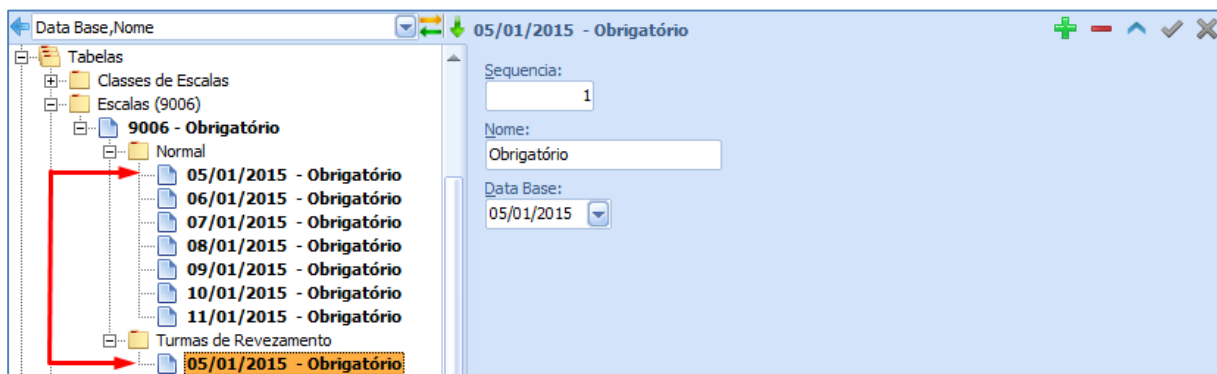 Data Base,Nome
Tabelas
Classes de Escalas
Escalas (9006)
9006 - Obrigatório
Normal
05/01/2015 - Obrigatório
06/01/2015 - Obrigatório
07/01/2015 - Obrigatório
08/01/2015 - Obrigatório
09/01/2015 - Obrigatório
10/01/2015 - Obrigatório
11/01/2015 - Obrigatório
Turmas de Revezamento
05/01/2015 - Obrigatório
05/01/2015 - Obrigatório
Sequencia:
1
Nome:
Obrigatório
Data Base:
05/01/2015